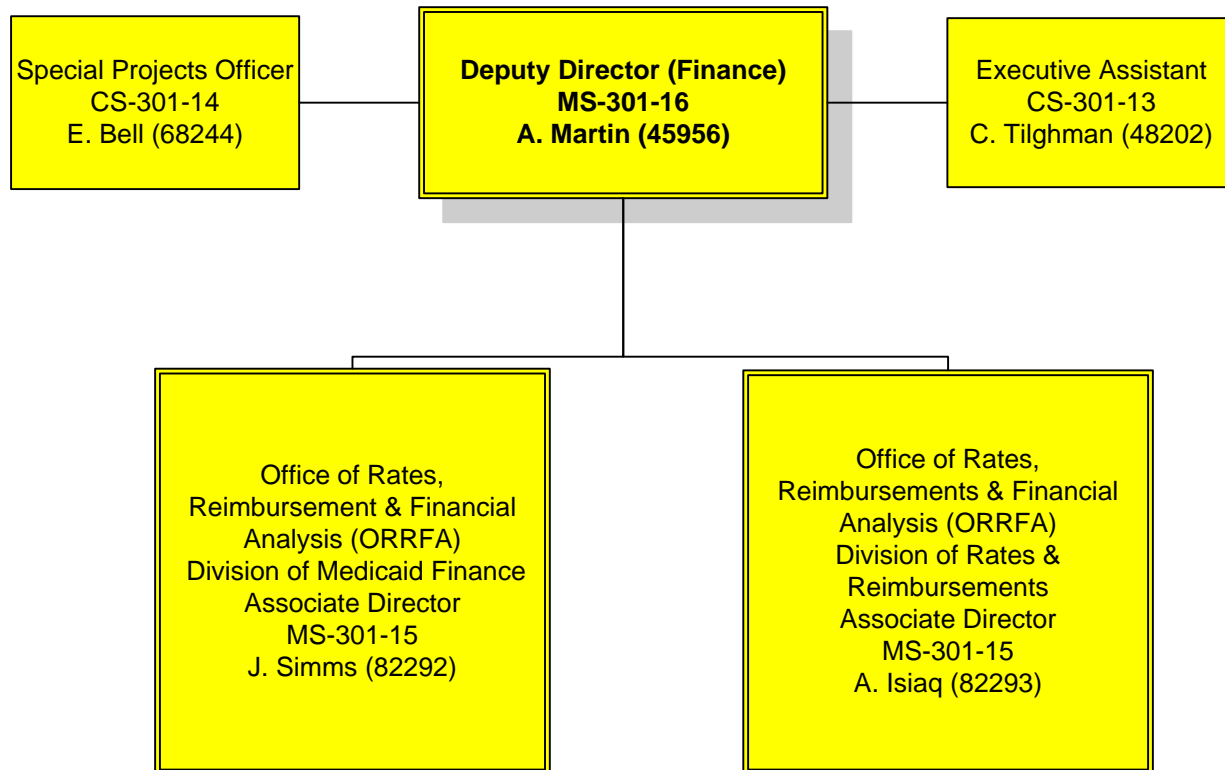 Special Projects Officer
CS-301-14
E. Bell (68244)
Deputy Director (Finance)
MS-301-16
A. Martin (45956)
Executive Assistant
CS-301-13
C. Tilghman (48202)
Office of Rates,
Reimbursement & Financial
Analysis (ORRFA)
Division of Medicaid Finance
Associate Director
MS-301-15
J. Simms (82292)
Office of Rates,
Reimbursements & Financial
Analysis (ORRFA)
Division of Rates &
Reimbursements
Associate Director
MS-301-15
A. Isiaq (82293)